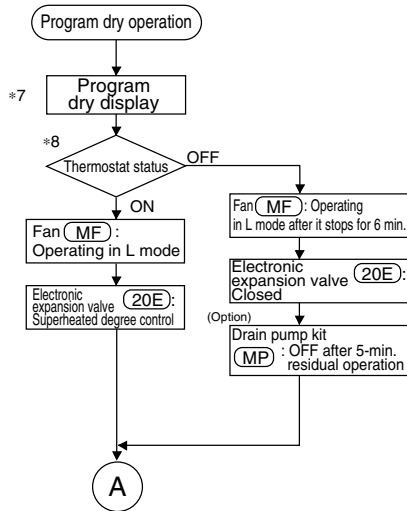 Program dry operation
*7
Program
dry display
*8
Thermostat status
OFF
ON
Fan MF :
Operating in L mode
Electronic
expansion valve 20E:
Superheated degree control
Fan MF : Operating
in L mode after it stops for 6 min.
Electronic
expansion valve 20E:
Closed
(Option)
Drain pump kit
MP : OFF after 5-min.
residual operation
A